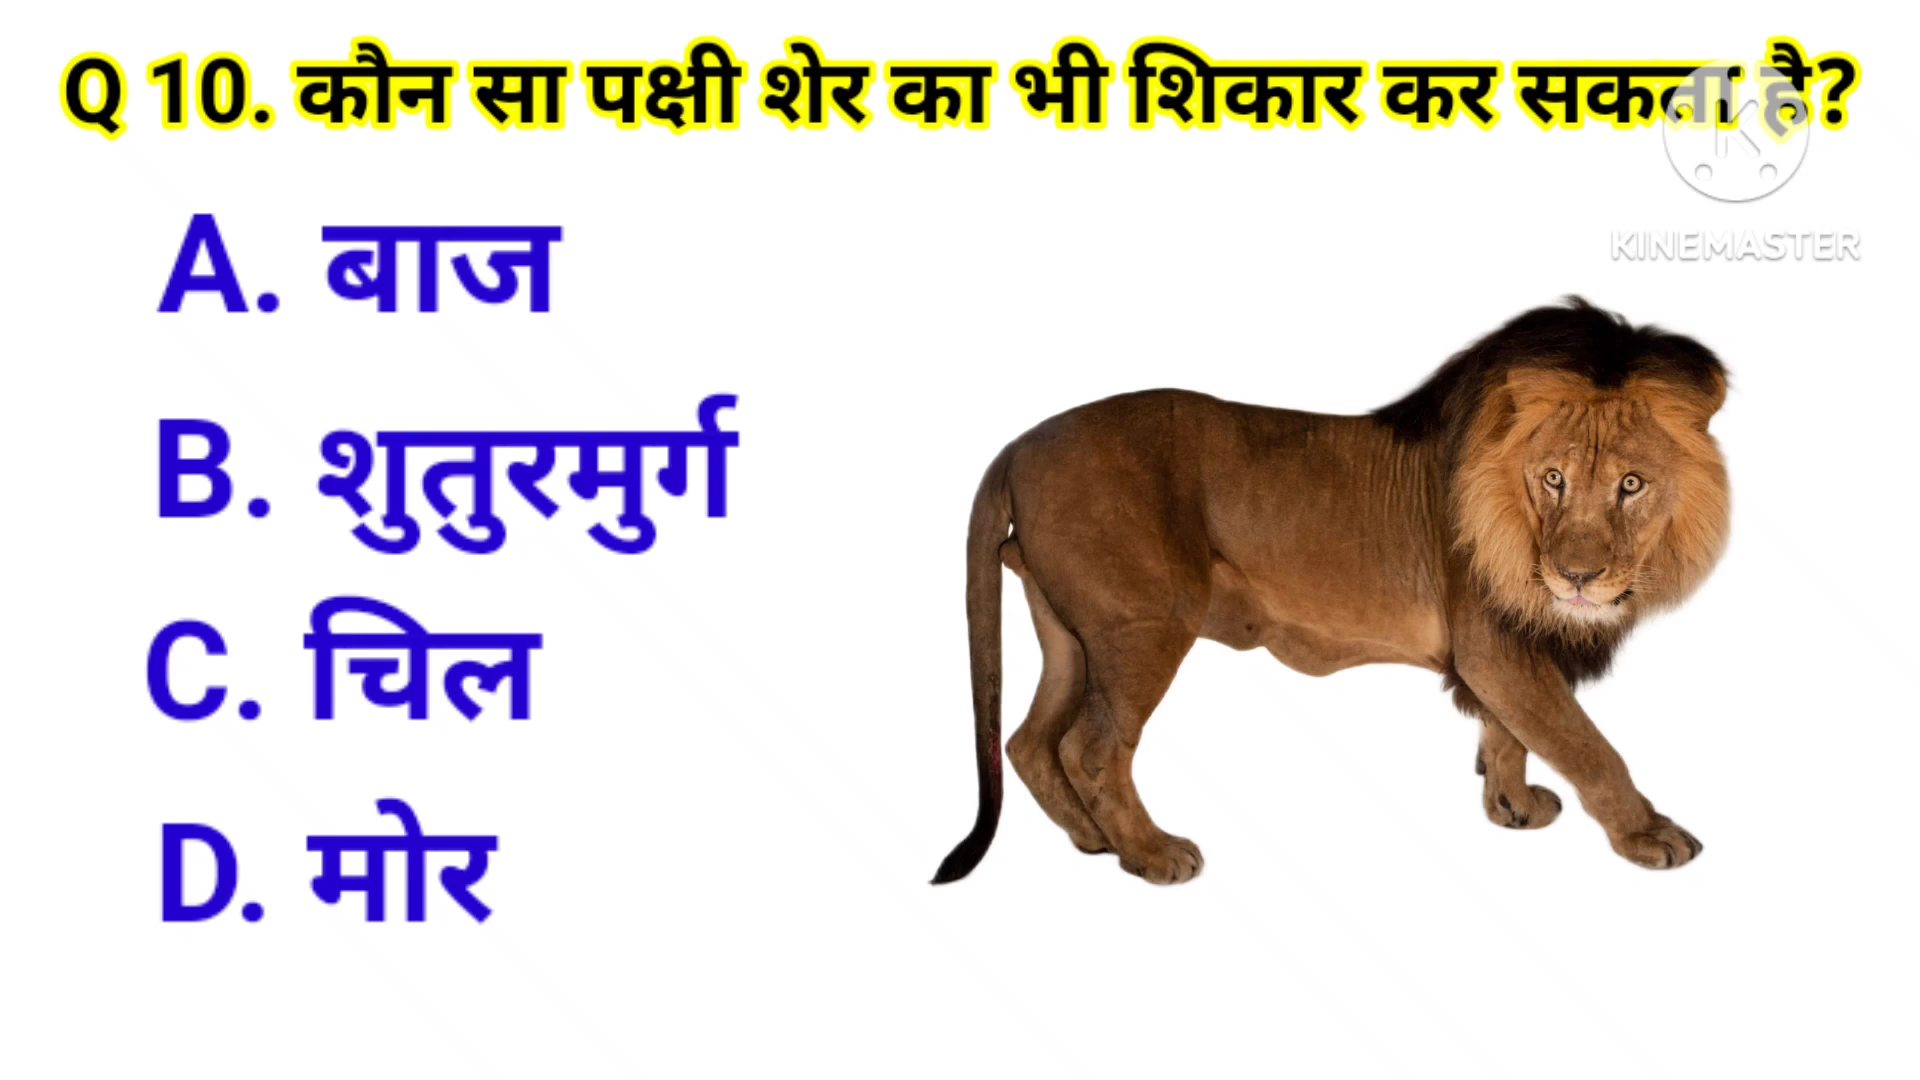 Q 10. कौन सा पक्षी शेर का भी शिकार कर सकता है?
KINEMASTER
A. बाज
B. शुतुरमुर्ग
C. चिल
D. मोर